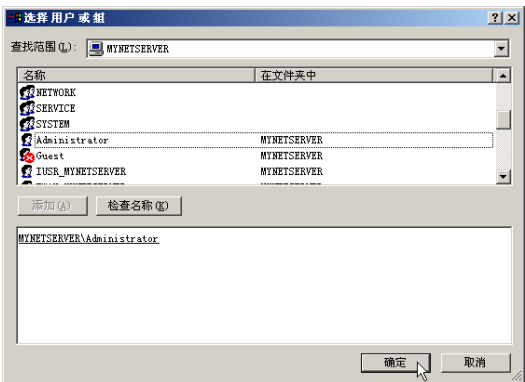 选择 用户 或 组
查找范围(L): MYNETSERVER
名称 在文件夹中
NETWORK
SERVICE
SYSTEM
Administrator MYNETSERVER
Guest MYNETSERVER
IUSR_MYNETSERVER MYNETSERVER
添加(A) 检查名称(K)
MYNETSERVER\Administrator
确定 取消